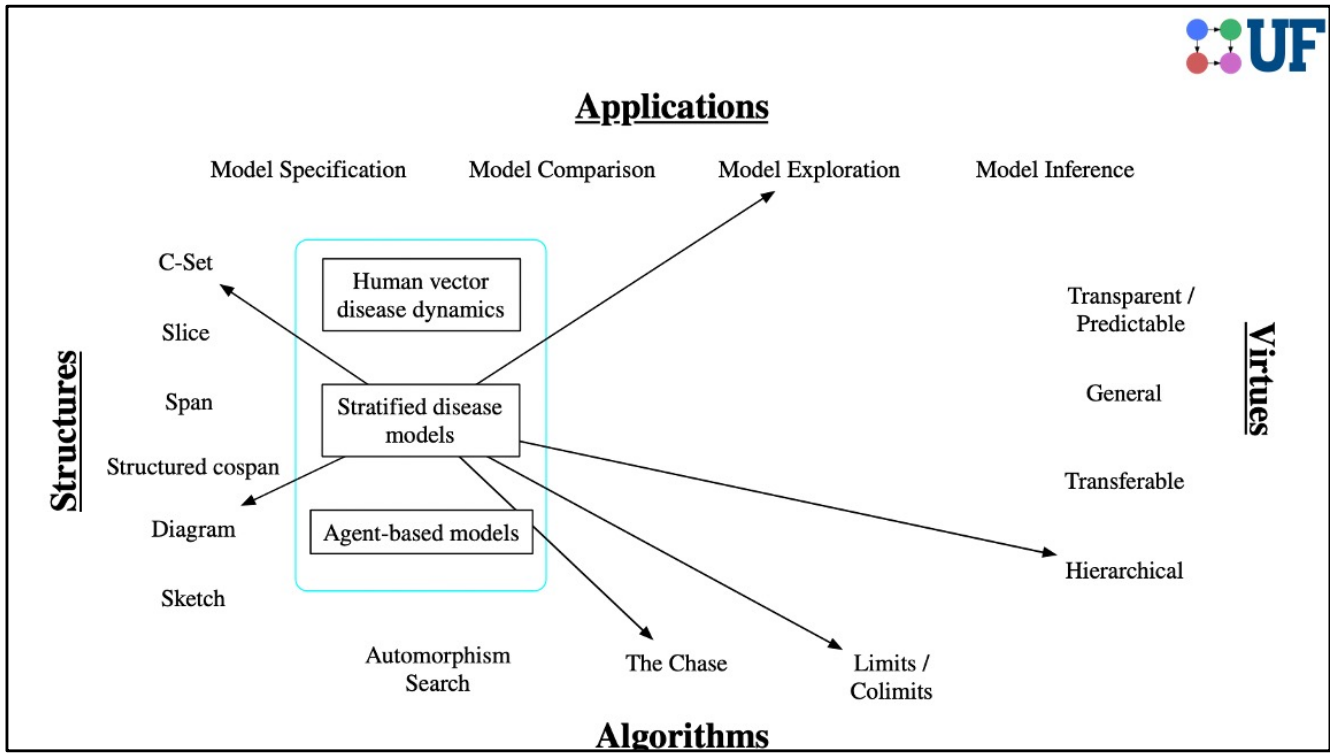 UF
Applications
Model Specification
Model Comparison
Model Exploration
Model Inference
Structures
C-Set
Slice
Span
Structured cospan
Diagram
Sketch
Human vector
disease dynamics
Stratified disease
models
Agent-based models
Transparent /
Predictable
General
Transferable
Hierarchical
Virtues
Automorphism
Search
The Chase
Limits /
Colimits
Algorithms